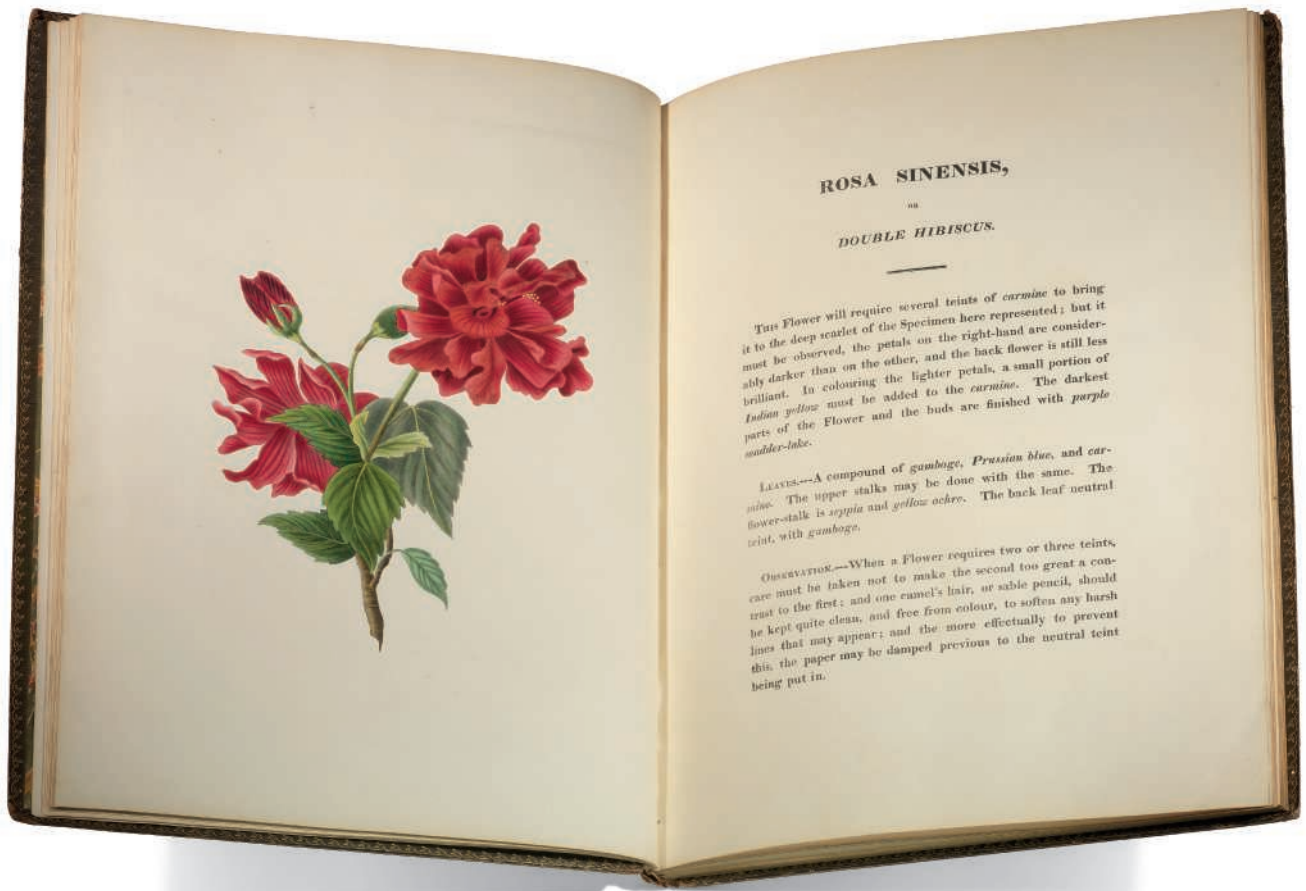 ROSA SINENSIS,
OR
DOUBLE HIBISCUS.
This Flower will require several teints of carmine to bring
it to the deep scarlet of the Specimen here represented; but it
must be observed, the petals on the right-hand are consider-
ably darker than on the other, and the back flower is still less
brilliant. In colouring the lighter petals, a small portion of
Indian yellow must be added to the carmine. The darkest
parts of the Flower and the buds are finished with purple
madder-lake.
Leaves.—A compound of gamboge, Prussian blue, and car-
mine. The upper stalks may be done with the same. The
flower-stalk is seppia and yellow ochre. The back leaf neutral
teint, with gamboge.
Observation.—When a Flower requires two or three teints,
care must be taken not to make the second too great a con-
trast to the first; and one camel's hair, or sable pencil, should
be kept quite clean, and free from colour, to soften any harsh
lines that may appear; and the more effectually to prevent
this, the paper may be damped previous to the neutral teint
being put in.